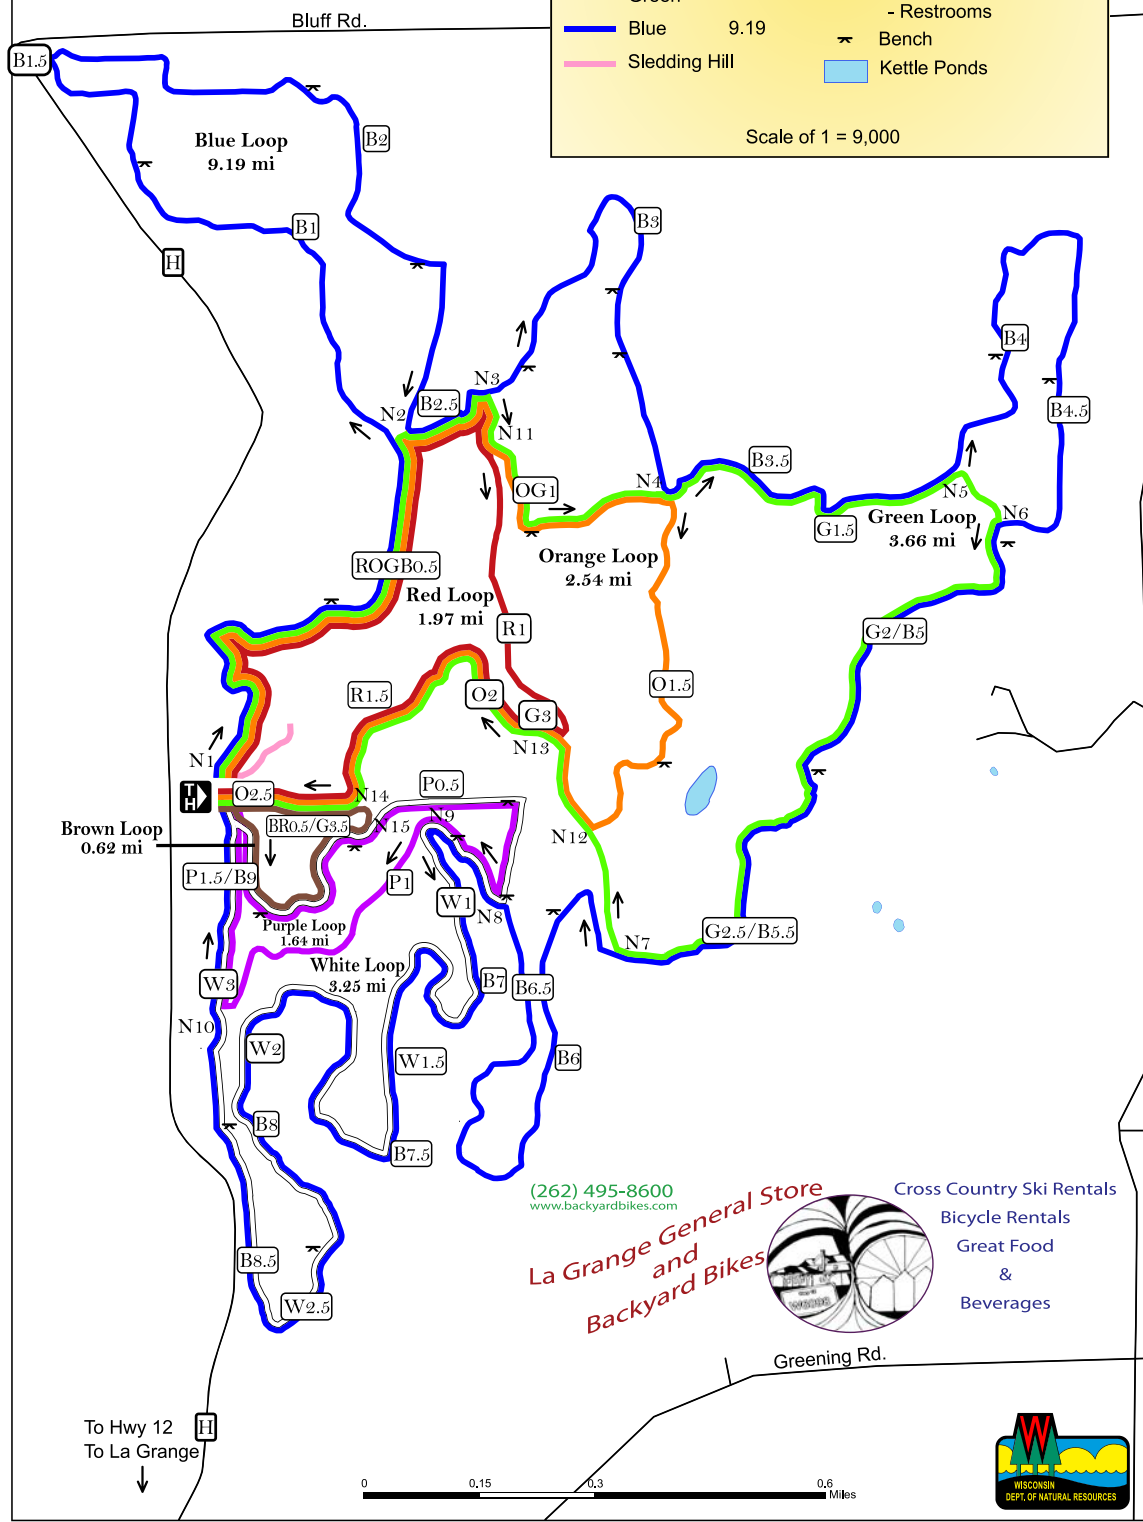 Bluff Rd.
Green
Blue 9.19
Sledding Hill
- Restrooms
Bench
Kettle Ponds
Scale of 1 = 9,000
B1.5
B2
Blue Loop
9.19 mi
B1
H
B3
B4
B4.5
N3
N2
B2.5
N11
N4
B3.5
OG1
N5
G1.5
Green Loop
3.66 mi
N6
Orange Loop
2.54 mi
ROGB0.5
Red Loop
1.97 mi
R1
G2/B5
R1.5
O2
O1.5
G3
N13
N1
T
H
O2.5
N14
P0.5
BR0.5/G3.5
N15
N9
N12
Brown Loop
0.62 mi
P1.5/B9
P1
W1
N8
Purple Loop
1.64 mi
N7
G2.5/B5.5
White Loop
3.25 mi
W3
B7
B6.5
N10
W2
W1.5
B6
B8
B7.5
B8.5
W2.5
(262) 495-8600
www.backyardbikes.com
La Grange General Store
and
Backyard Bikes
Cross Country Ski Rentals
Bicycle Rentals
Great Food
&
Beverages
Greening Rd.
To Hwy 12
To La Grange
H
0 0.15 0.3 0.6
Miles
W
WISCONSIN
DEPT. OF NATURAL RESOURCES